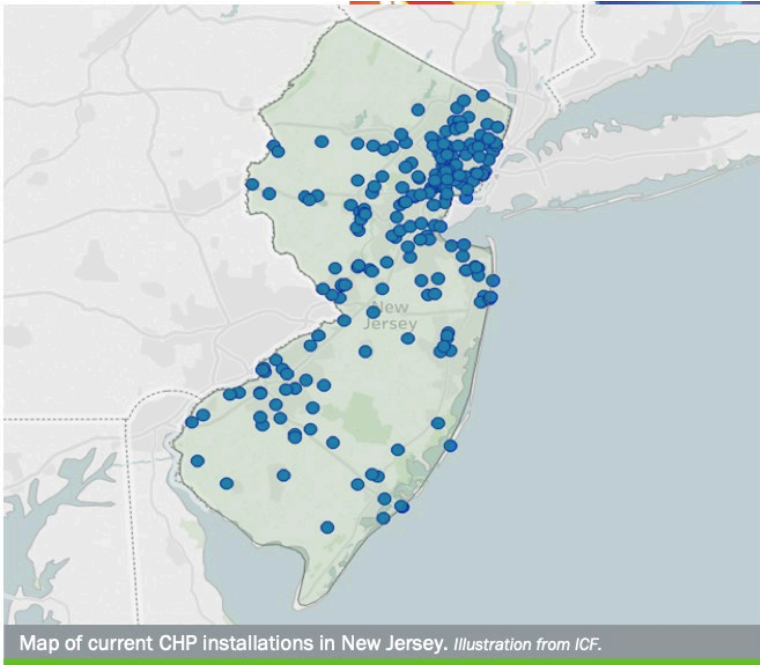 New
Jersey
Map of current CHP installations in New Jersey. Illustration from ICF.